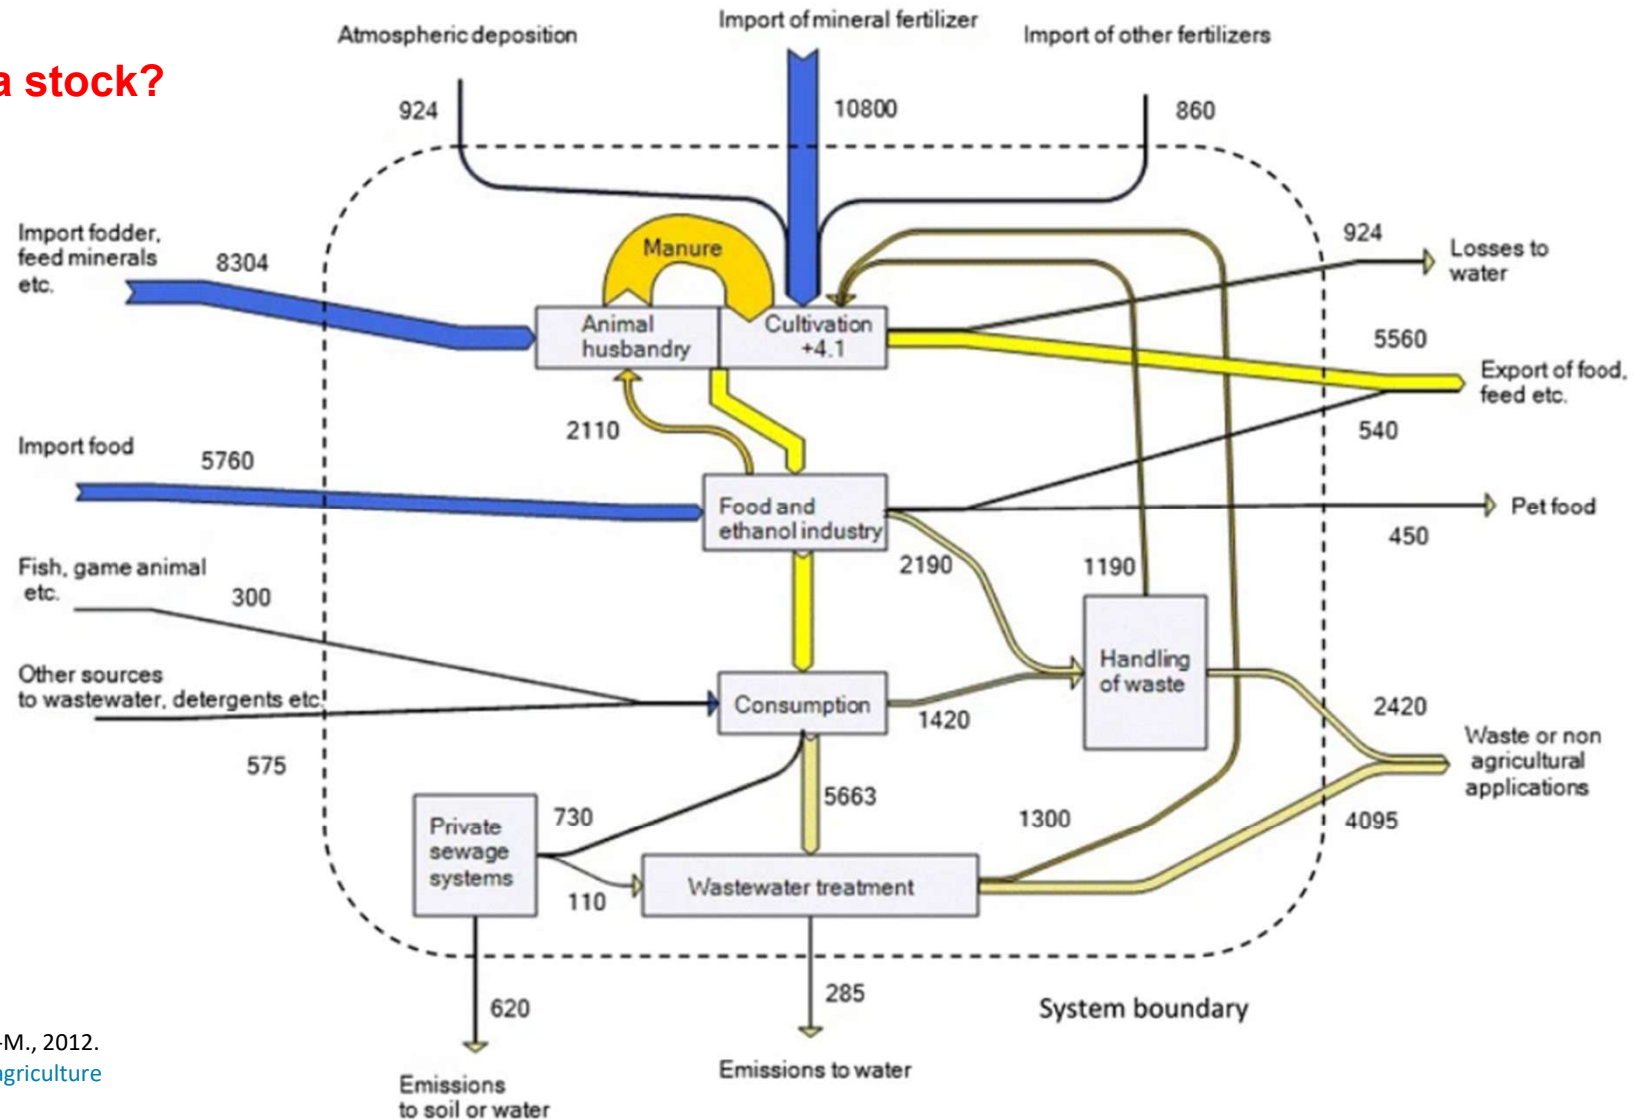 a stock?
Atmospheric deposition
Import of mineral fertilizer
Import of other fertilizers
924
10800
860
Import fodder,
feed minerals
etc.
8304
Manure
924
Losses to
water
Animal
husbandry
Cultivation
+4.1
5560
Export of food,
feed etc.
2110
540
Import food
5760
Food and
ethanol industry
Pet food
450
Fish, game animal
etc.
300
2190
1190
Other sources
to wastewater, detergents etc.
575
Consumption
1420
Handling
of waste
2420
Waste or non
agricultural
applications
4095
5663
Private
sewage
systems
730
110
Wastewater treatment
1300
620
285
System boundary
Emissions
to soil or water
Emissions to water
-M., 2012.
agriculture